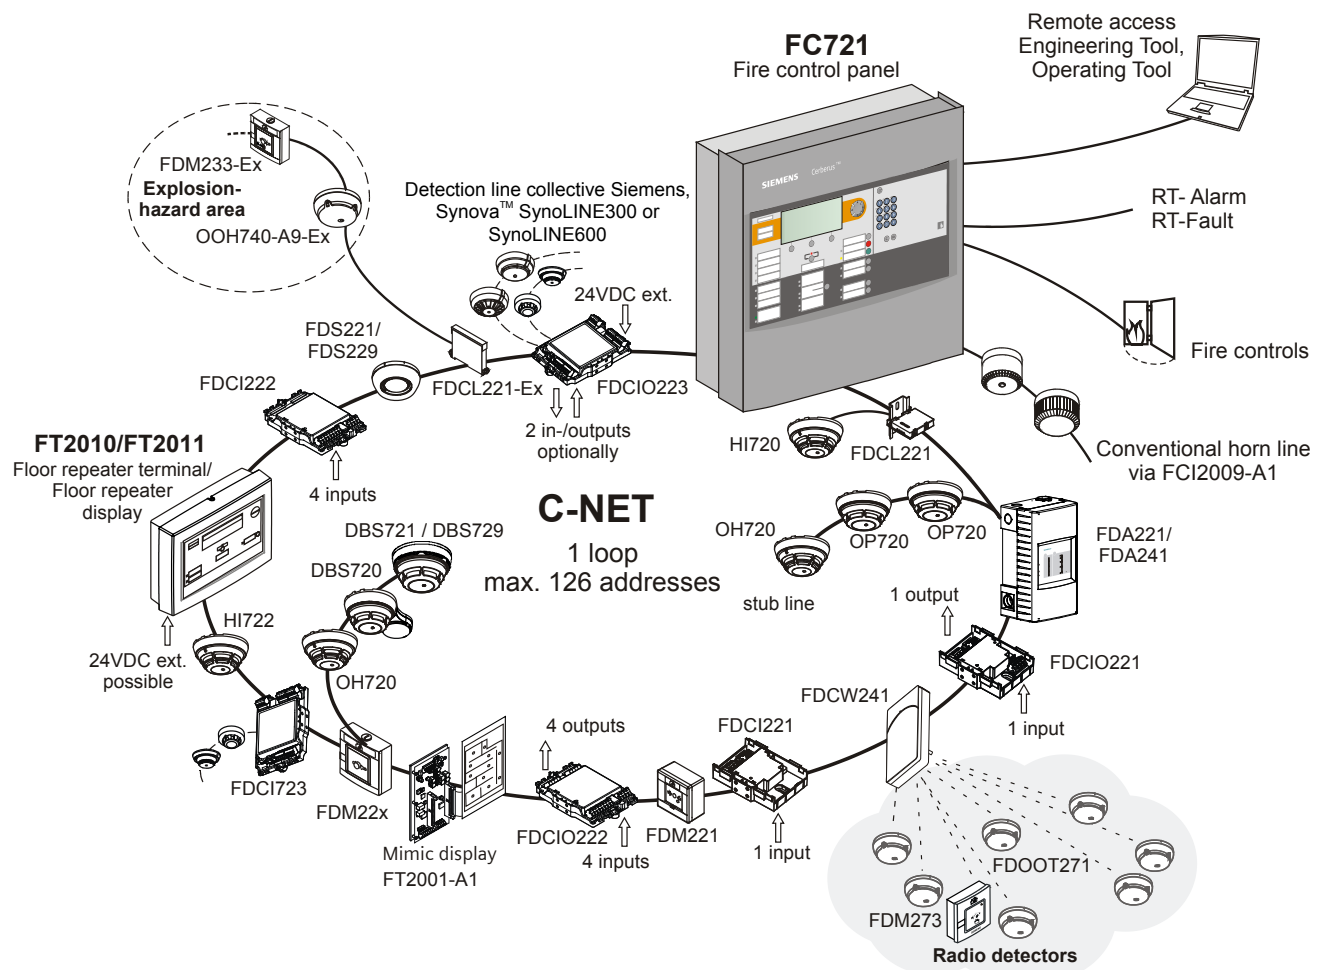 Remote access
Engineering Tool,
Operating Tool
FC721
Fire control panel
SIEMENS Cerberus™
FDM233-Ex
Explosion-
hazard area
OOH740-A9-Ex
Detection line collective Siemens,
Synova™ SynoLINE300 or
SynoLINE600
24VDC ext.
RT- Alarm
RT-Fault
Fire controls
FDS221/
FDS229
FDCI222
FDCL221-Ex
FDCIO223
2 in-/outputs
optionally
4 inputs
FT2010/FT2011
Floor repeater terminal/
Floor repeater
display
HI720
FDCL221
Conventional horn line
via FCI2009-A1
C-NET
1 loop
max. 126 addresses
DBS721 / DBS729
DBS720
OH720
OP720
OP720
stub line
FDA221/
FDA241
1 output
FDCIO221
1 input
HI722
24VDC ext.
possible
OH720
FDCI723
FDM22x
Mimic display
FT2001-A1
4 outputs
FDCIO222
4 inputs
FDM221
FDCI221
1 input
FDCW241
FDOOT271
FDM273
Radio detectors